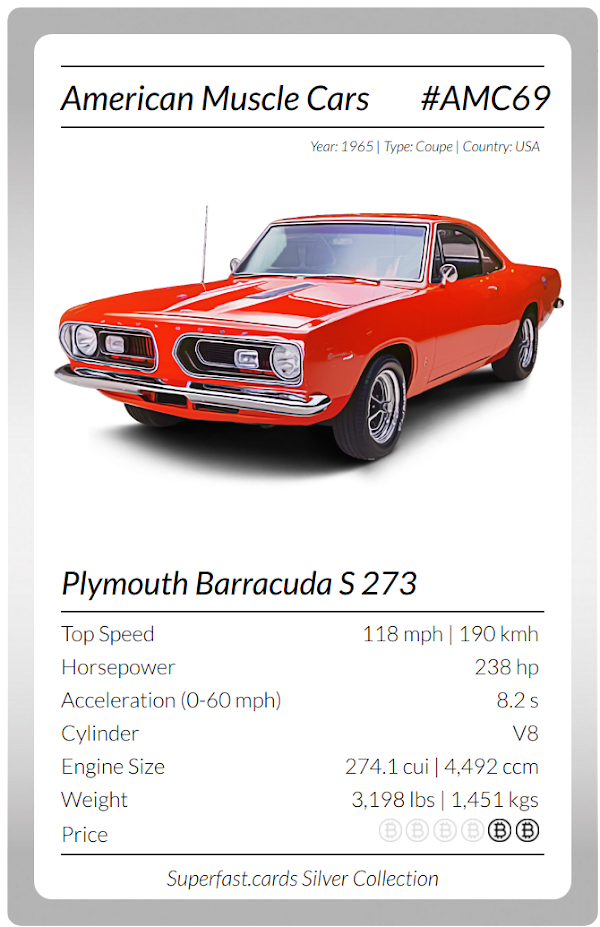 American Muscle Cars #AMC69
Year: 1965 | Type: Coupe | Country: USA
PLYMOUTH
Plymouth Barracuda S 273
Top Speed 118 mph | 190 kmh
Horsepower 238 hp
Acceleration (0-60 mph) 8.2 s
Cylinder V8
Engine Size 274.1 cui | 4,492 ccm
Weight 3,198 lbs | 1,451 kgs
Price
Superfast.cards Silver Collection